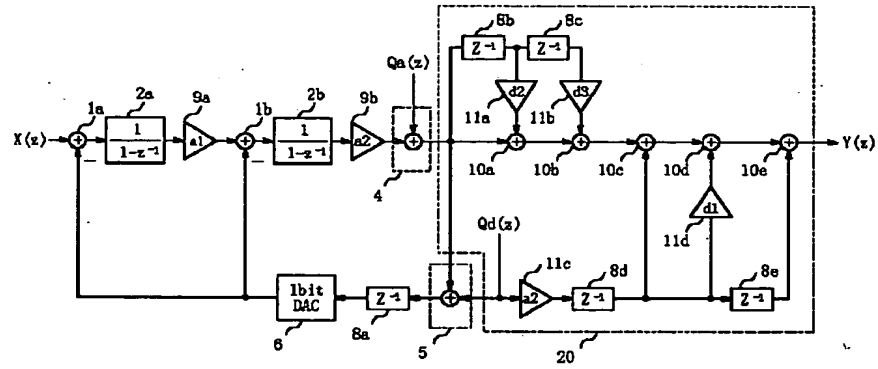 8b 8c
Z⁻¹ Z⁻¹
Qa(z)
2a 9a 1b 2b 9b
1a
d2 d3
11a 11b
X(z) 1/(1-z⁻¹) a1 1/(1-z⁻¹) a2 Y(z)
− −
10a 10b 10c 10d 10e
4
Qd(z)
d1
11c 11d
8d 8e
1bit
DAC
Z⁻¹ a2 Z⁻¹ Z⁻¹
6 8a 5 20